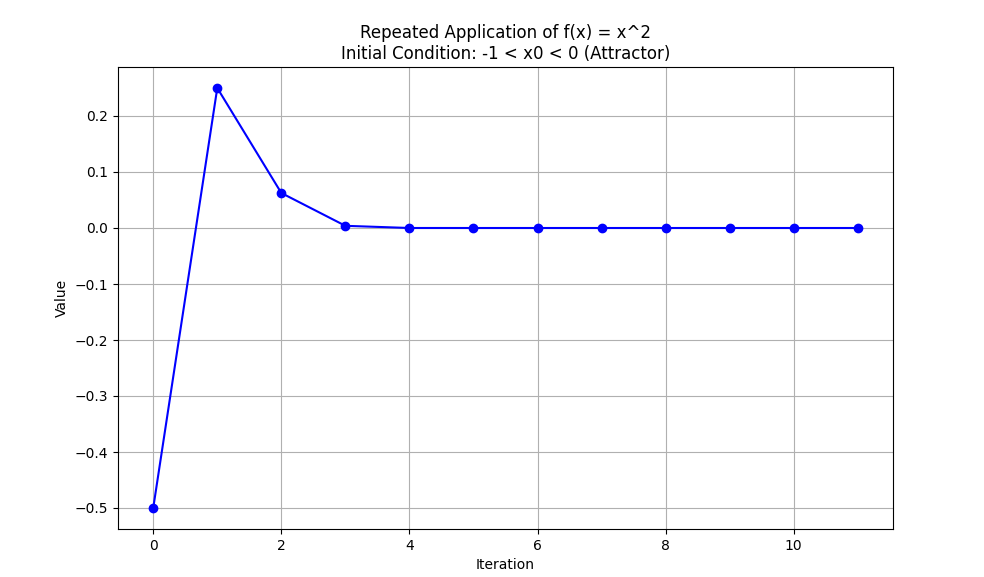 Repeated Application of f(x) = x^2
Initial Condition: -1 < x0 < 0 (Attractor)
0.2
0.1
0.0
−0.1
−0.2
−0.3
−0.4
−0.5
Value
0 2 4 6 8 10
Iteration